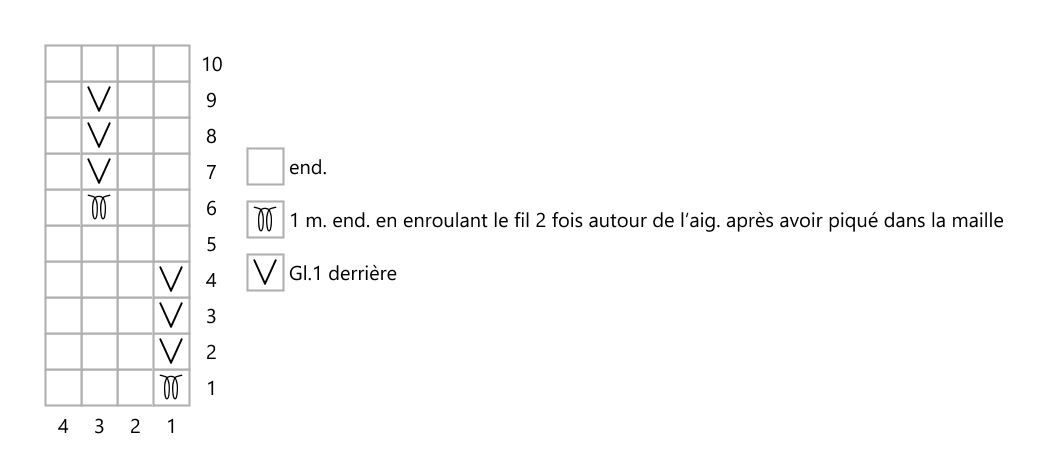 10
9
8
7
end.
6
1 m. end. en enroulant le fil 2 fois autour de l’aig. après avoir piqué dans la maille
5
4
Gl.1 derrière
3
2
1
4 3 2 1